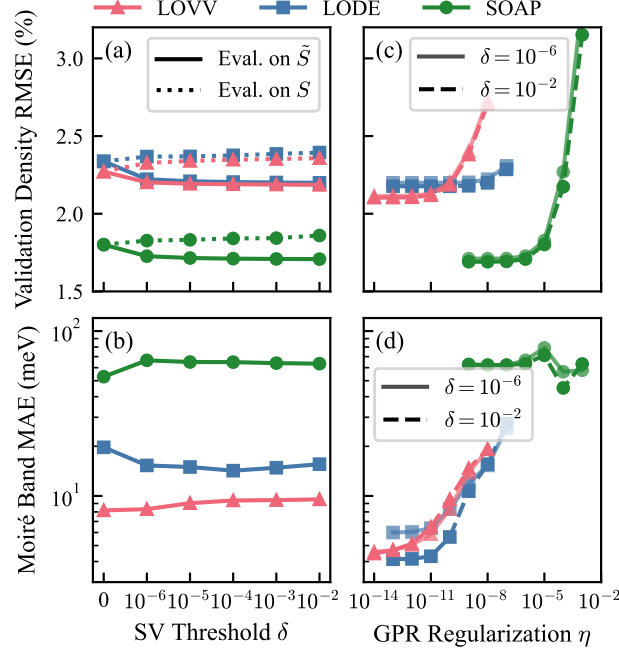 LOVV LODE SOAP
Validation Density RMSE (%)
3.0
2.5
2.0
1.5
(a)
Eval. on S̃
Eval. on S
(c)
δ = 10⁻⁶
δ = 10⁻²
Moiré Band MAE (meV)
10²
10¹
(b)
0 10⁻⁶ 10⁻⁵ 10⁻⁴ 10⁻³ 10⁻²
SV Threshold δ
(d)
δ = 10⁻⁶
δ = 10⁻²
10⁻¹⁴ 10⁻¹¹ 10⁻⁸ 10⁻⁵ 10⁻²
GPR Regularization η